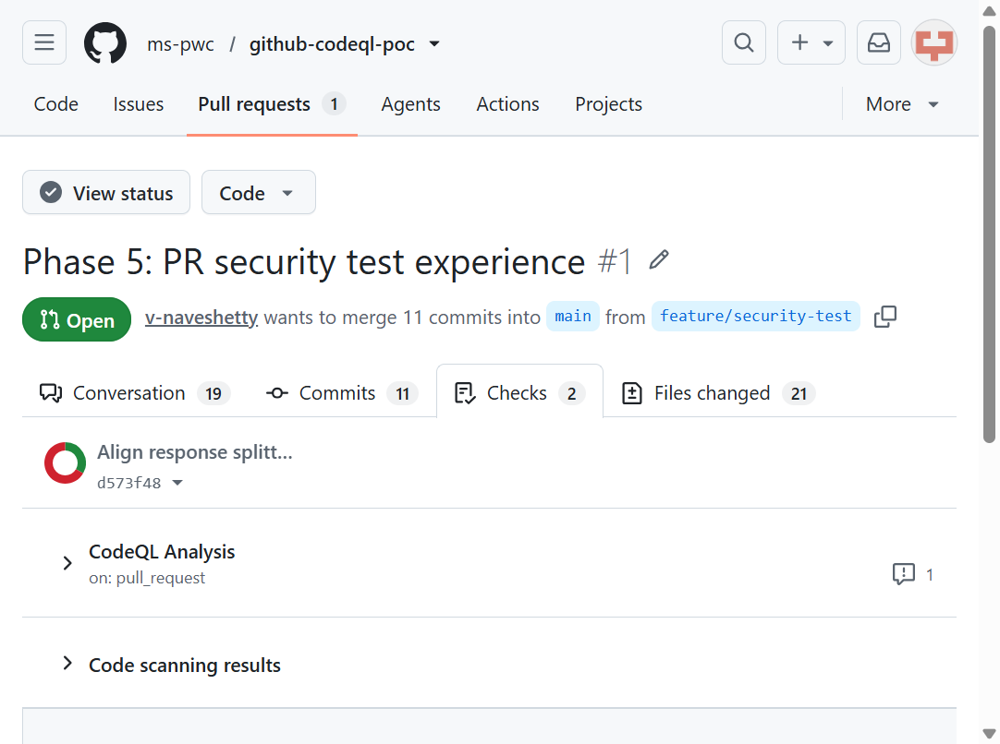 ms-pwc / github-codeql-poc
Code Issues Pull requests 1 Agents Actions Projects More
View status Code
Phase 5: PR security test experience #1
Open v-naveshetty wants to merge 11 commits into main from feature/security-test
Conversation 19 Commits 11 Checks 2 Files changed 21
Align response splitt...
d573f48
CodeQL Analysis
on: pull_request
1
Code scanning results